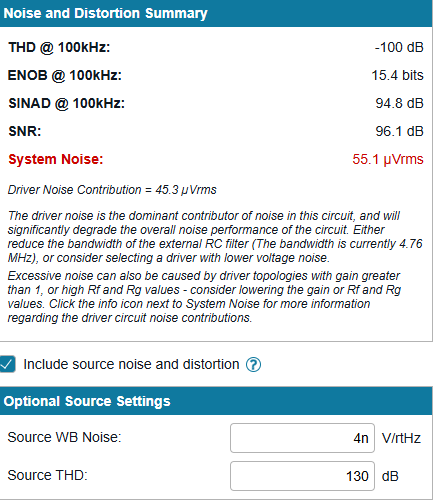 Noise and Distortion Summary
THD @ 100kHz: -100 dB
ENOB @ 100kHz: 15.4 bits
SINAD @ 100kHz: 94.8 dB
SNR: 96.1 dB
System Noise: 55.1 µVrms
Driver Noise Contribution = 45.3 µVrms
The driver noise is the dominant contributor of noise in this circuit, and will
significantly degrade the overall noise performance of the circuit. Either
reduce the bandwidth of the external RC filter (The bandwidth is currently 4.76
MHz), or consider selecting a driver with lower voltage noise.
Excessive noise can also be caused by driver topologies with gain greater
than 1, or high Rf and Rg values - consider lowering the gain or Rf and Rg
values. Click the info icon next to System Noise for more information
regarding the driver circuit noise contributions.
Include source noise and distortion ?
Optional Source Settings
Source WB Noise: 4n V/rtHz
Source THD: 130 dB